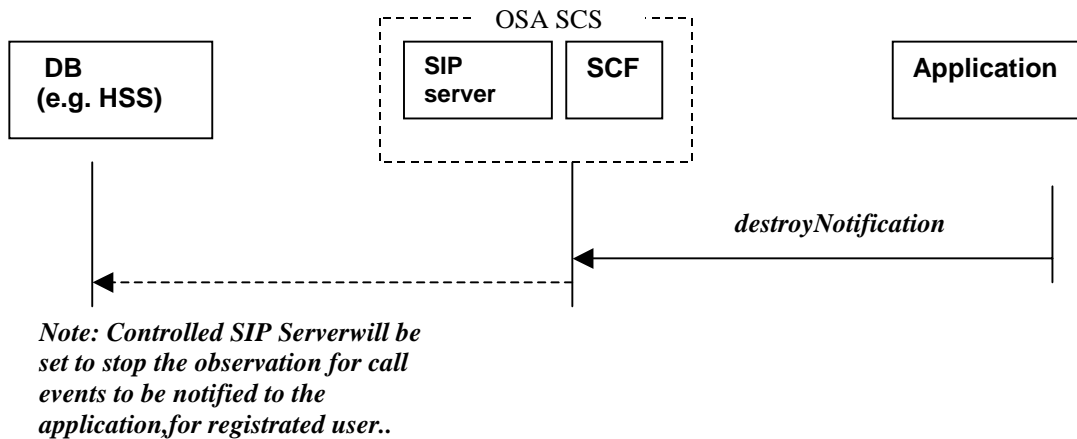 OSA SCS
DB
(e.g. HSS)
SIP
server
SCF
Application
destroyNotification
Note: Controlled SIP Serverwill be
set to stop the observation for call
events to be notified to the
application,for registrated user..